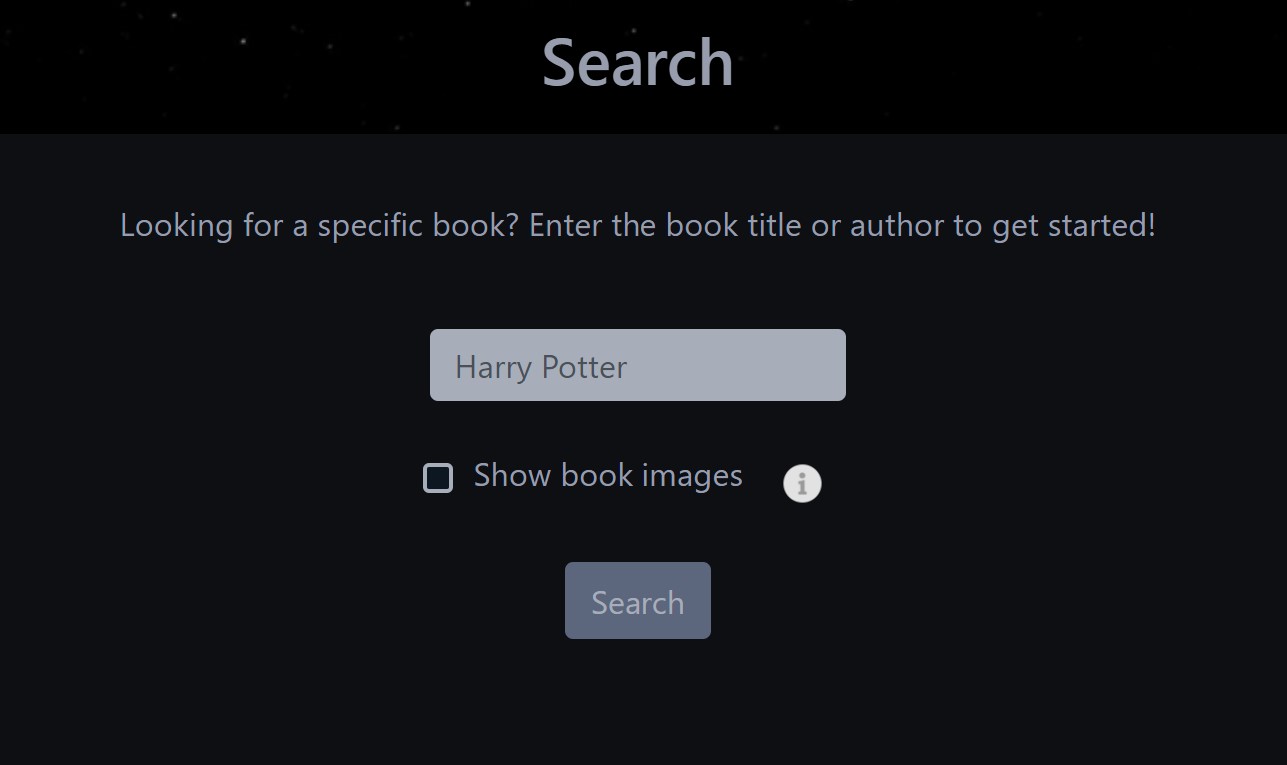 Search
Looking for a specific book? Enter the book title or author to get started!
Harry Potter
Show book images
i
Search